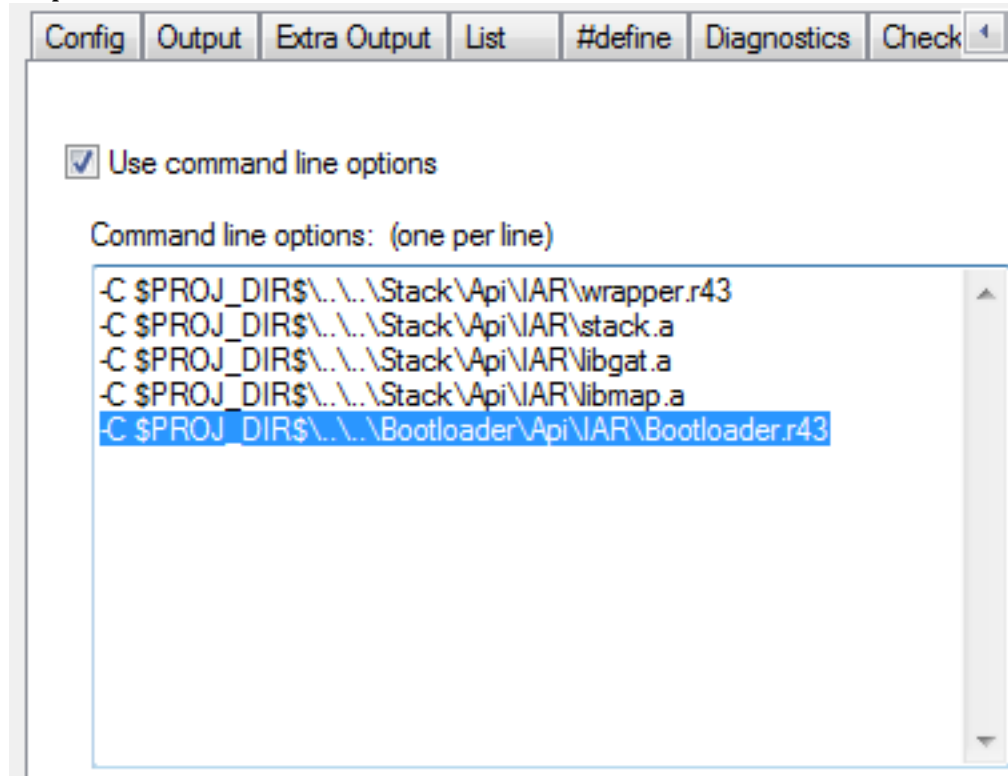 Config Output Extra Output List #define Diagnostics Check
Use command line options
Command line options: (one per line)
-C $PROJ_DIR$\..\..\Stack\Api\IAR\wrapper.r43
-C $PROJ_DIR$\..\..\Stack\Api\IAR\stack.a
-C $PROJ_DIR$\..\..\Stack\Api\IAR\libgat.a
-C $PROJ_DIR$\..\..\Stack\Api\IAR\libmap.a
-C $PROJ_DIR$\..\..\Bootloader\Api\IAR\Bootloader.r43